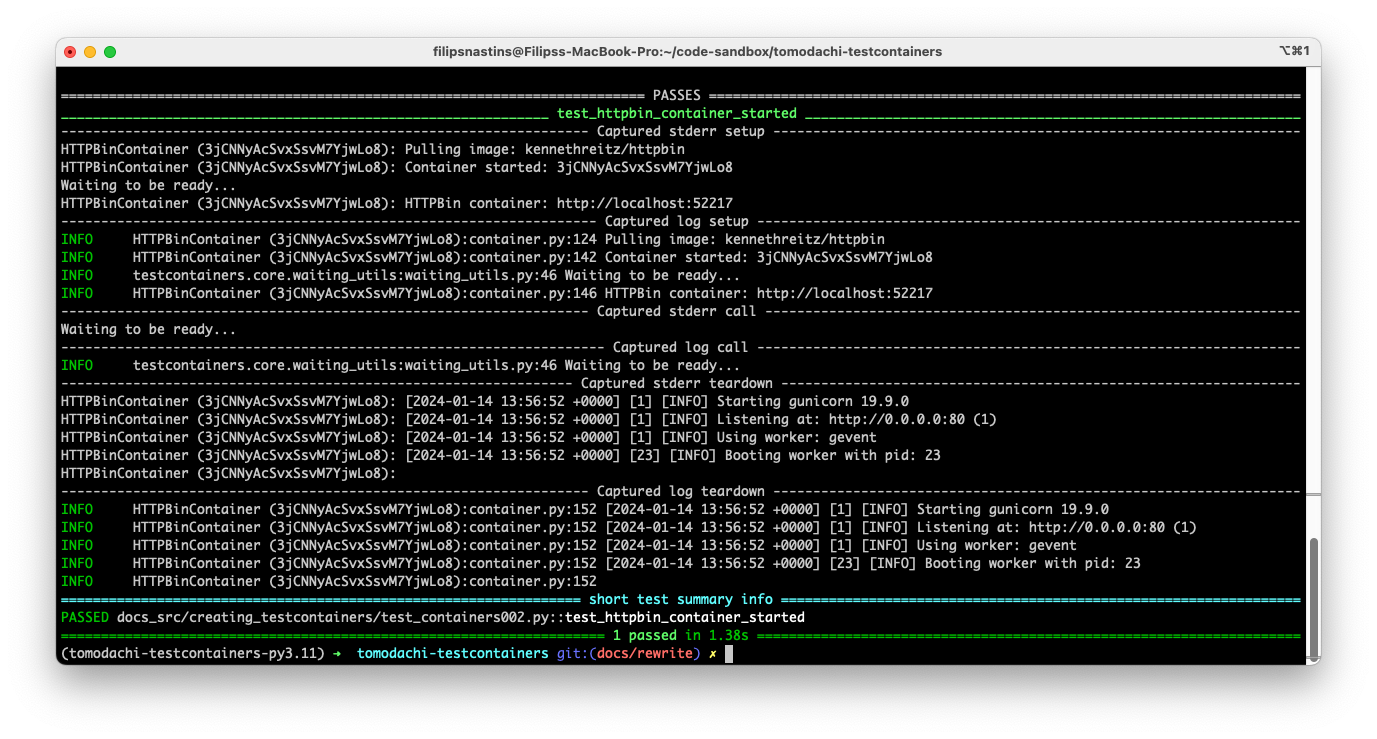 filipsnastins@Filipss-MacBook-Pro:~/code-sandbox/tomodachi-testcontainers ⌥⌘1
PASSES
test_httpbin_container_started
Captured stderr setup
HTTPBinContainer (3jCNNyAcSvxSsvM7YjwLo8): Pulling image: kennethreitz/httpbin
HTTPBinContainer (3jCNNyAcSvxSsvM7YjwLo8): Container started: 3jCNNyAcSvxSsvM7YjwLo8
Waiting to be ready...
HTTPBinContainer (3jCNNyAcSvxSsvM7YjwLo8): HTTPBin container: http://localhost:52217
Captured log setup
INFO     HTTPBinContainer (3jCNNyAcSvxSsvM7YjwLo8):container.py:124 Pulling image: kennethreitz/httpbin
INFO     HTTPBinContainer (3jCNNyAcSvxSsvM7YjwLo8):container.py:142 Container started: 3jCNNyAcSvxSsvM7YjwLo8
INFO     testcontainers.core.waiting_utils:waiting_utils.py:46 Waiting to be ready...
INFO     HTTPBinContainer (3jCNNyAcSvxSsvM7YjwLo8):container.py:146 HTTPBin container: http://localhost:52217
Captured stderr call
Waiting to be ready...
Captured log call
INFO     testcontainers.core.waiting_utils:waiting_utils.py:46 Waiting to be ready...
Captured stderr teardown
HTTPBinContainer (3jCNNyAcSvxSsvM7YjwLo8): [2024-01-14 13:56:52 +0000] [1] [INFO] Starting gunicorn 19.9.0
HTTPBinContainer (3jCNNyAcSvxSsvM7YjwLo8): [2024-01-14 13:56:52 +0000] [1] [INFO] Listening at: http://0.0.0.0:80 (1)
HTTPBinContainer (3jCNNyAcSvxSsvM7YjwLo8): [2024-01-14 13:56:52 +0000] [1] [INFO] Using worker: gevent
HTTPBinContainer (3jCNNyAcSvxSsvM7YjwLo8): [2024-01-14 13:56:52 +0000] [23] [INFO] Booting worker with pid: 23
HTTPBinContainer (3jCNNyAcSvxSsvM7YjwLo8):
Captured log teardown
INFO     HTTPBinContainer (3jCNNyAcSvxSsvM7YjwLo8):container.py:152 [2024-01-14 13:56:52 +0000] [1] [INFO] Starting gunicorn 19.9.0
INFO     HTTPBinContainer (3jCNNyAcSvxSsvM7YjwLo8):container.py:152 [2024-01-14 13:56:52 +0000] [1] [INFO] Listening at: http://0.0.0.0:80 (1)
INFO     HTTPBinContainer (3jCNNyAcSvxSsvM7YjwLo8):container.py:152 [2024-01-14 13:56:52 +0000] [1] [INFO] Using worker: gevent
INFO     HTTPBinContainer (3jCNNyAcSvxSsvM7YjwLo8):container.py:152 [2024-01-14 13:56:52 +0000] [23] [INFO] Booting worker with pid: 23
INFO     HTTPBinContainer (3jCNNyAcSvxSsvM7YjwLo8):container.py:152
short test summary info
PASSED docs_src/creating_testcontainers/test_containers002.py::test_httpbin_container_started
1 passed in 1.38s
(tomodachi-testcontainers-py3.11) ➜  tomodachi-testcontainers git:(docs/rewrite) ✗